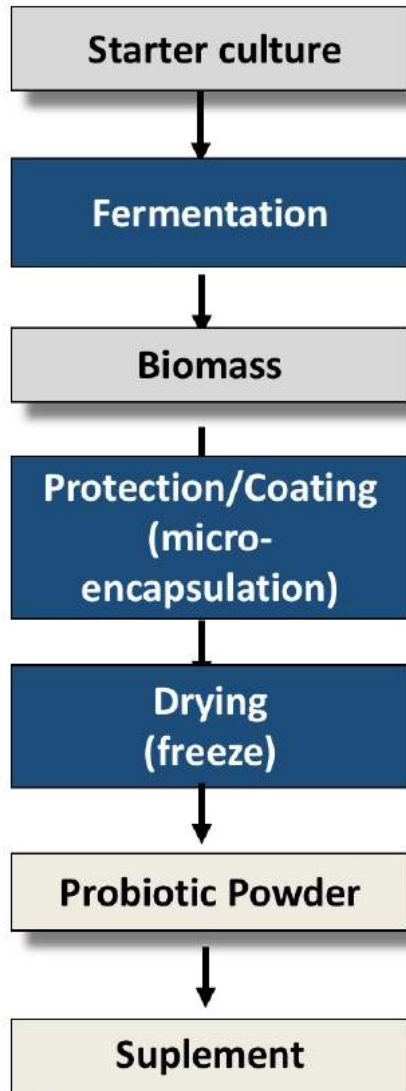 Starter culture
Fermentation
Biomass
Protection/Coating
(micro-
encapsulation)
Drying
(freeze)
Probiotic Powder
Suplement